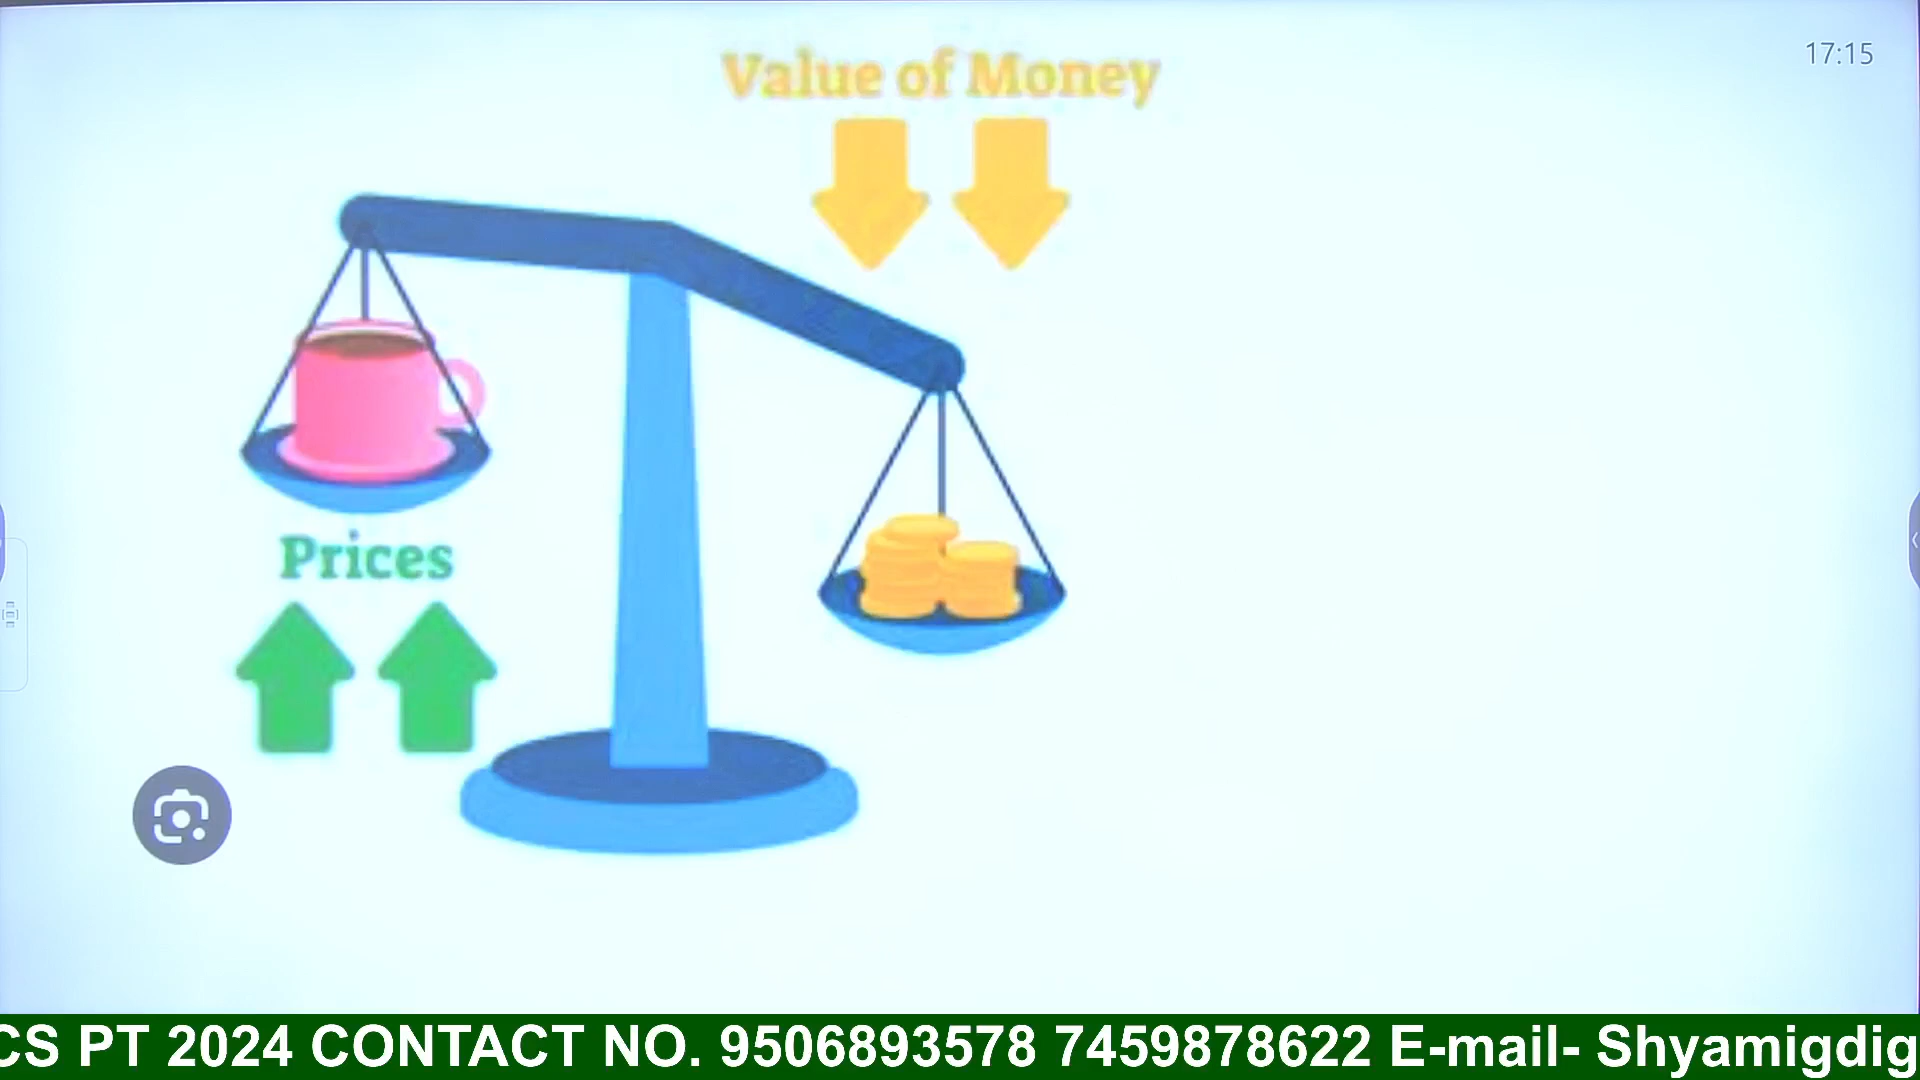 Value of Money
17:15
Prices
CS PT 2024 CONTACT NO. 9506893578 7459878622 E-mail- Shyamigdig